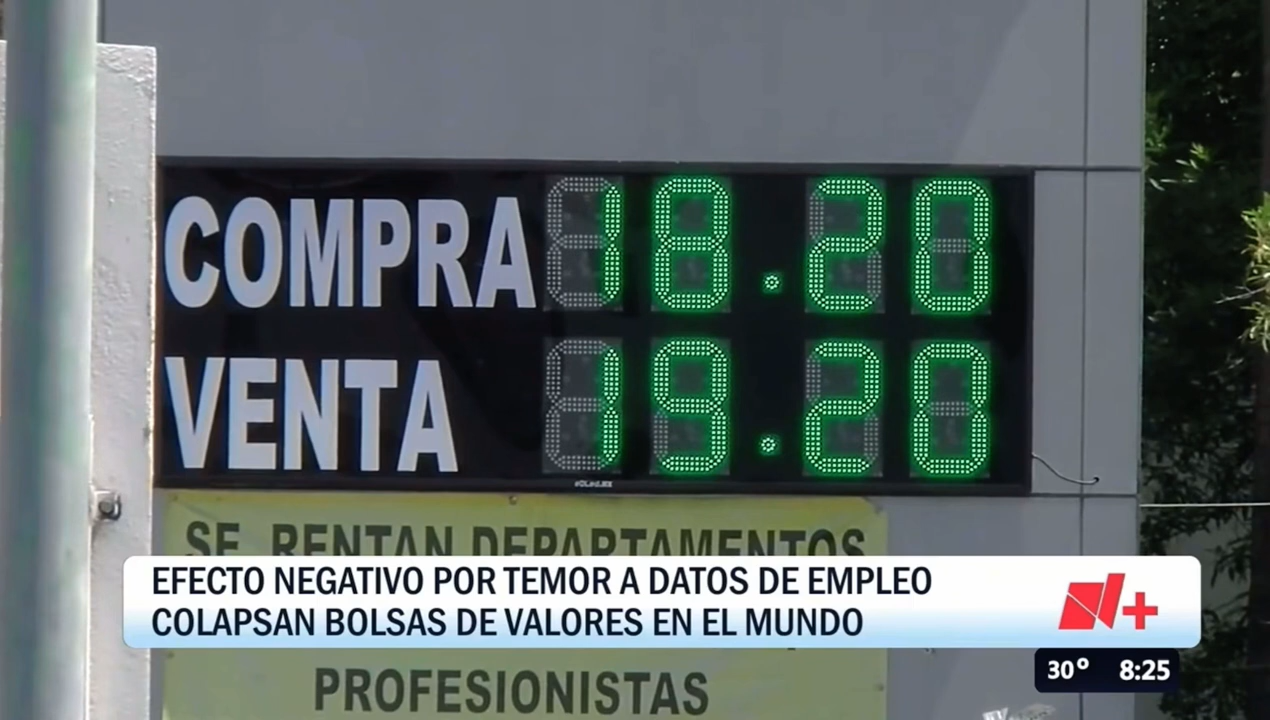 COMPRA 18.20
VENTA 19.20
SE RENTAN DEPARTAMENTOS
EFECTO NEGATIVO POR TEMOR A DATOS DE EMPLEO
COLAPSAN BOLSAS DE VALORES EN EL MUNDO
N+
30° 8:25
PROFESIONISTAS